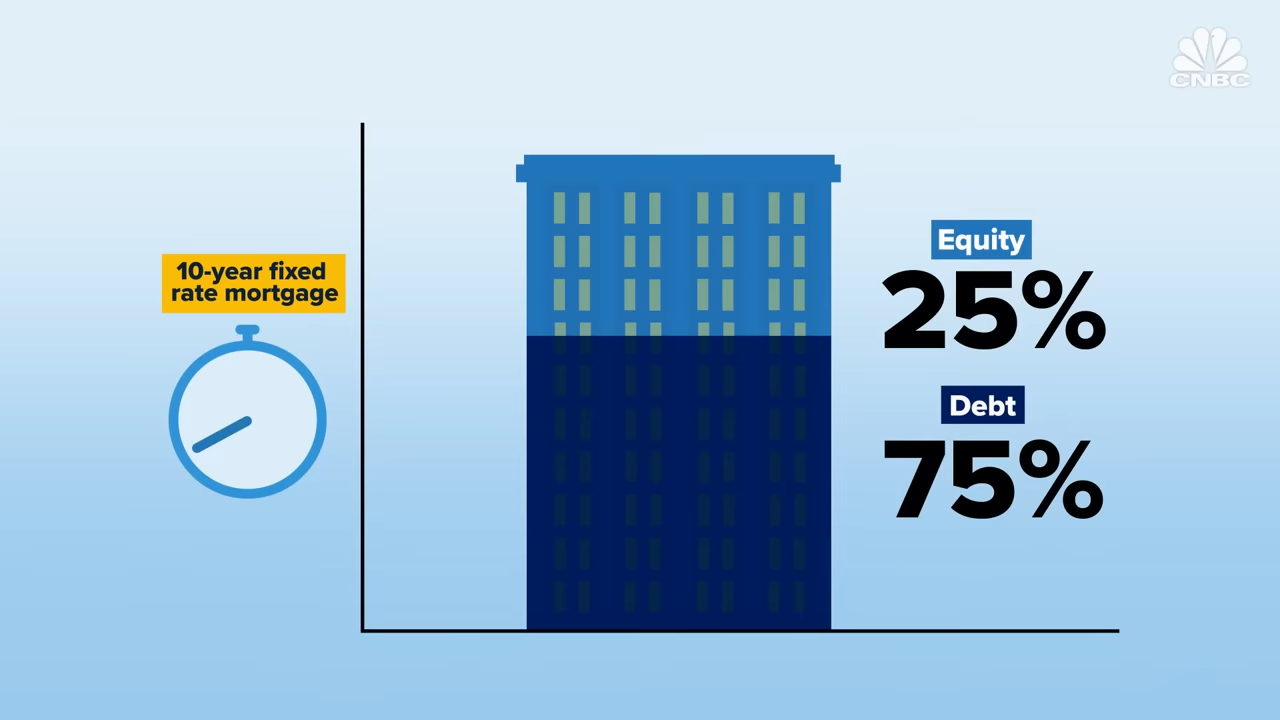 CNBC
10-year fixed
rate mortgage
Equity
25%
Debt
75%